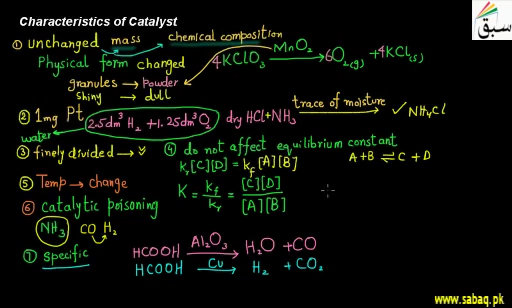 Characteristics of Catalyst
سبق
① unchanged mass chemical composition
Physical form changed 4KClO₃ MnO₂→ 6O₂(g) + 4KCl(s)
granules → Powder
shiny → dull
② 1mg Pt 2.5dm³ H₂ + 1.25dm³ O₂ dry HCl + NH₃ trace of moisture → ✓ NH₄Cl
water
③ finely divided → ④ do not affect equilibrium constant
kᵣ[C][D] = k_f [A][B] A+B ⇌ C + D
⑤ Temp → change K = k_f/kᵣ = [C][D]/[A][B]
⑥ catalytic poisoning
NH₃ CO H₂
⑦ specific HCOOH Al₂O₃→ H₂O + CO
HCOOH Cu→ H₂ + CO₂
www.sabaq.pk